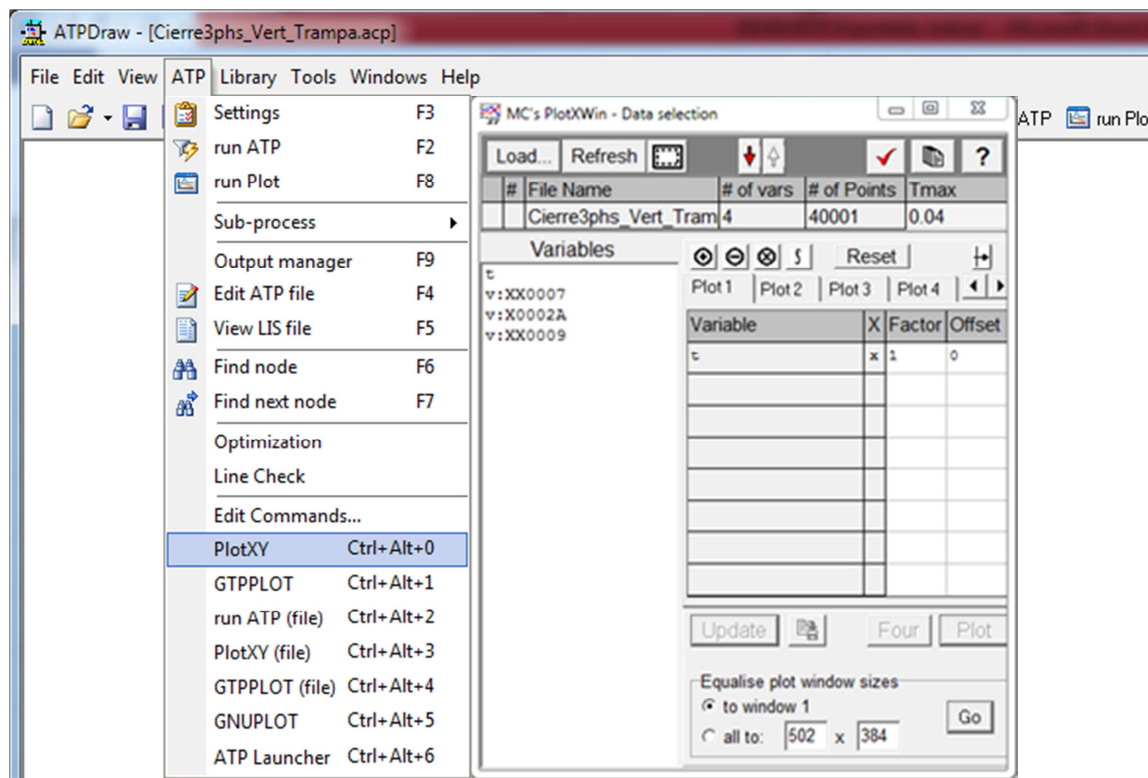 ATPDraw - [Cierre3phs_Vert_Trampa.acp]
File Edit View ATP Library Tools Windows Help
ATP run Plo
Settings F3
run ATP F2
run Plot F8
Sub-process
Output manager F9
Edit ATP file F4
View LIS file F5
Find node F6
Find next node F7
Optimization
Line Check
Edit Commands...
PlotXY Ctrl+Alt+0
GTPPLOT Ctrl+Alt+1
run ATP (file) Ctrl+Alt+2
PlotXY (file) Ctrl+Alt+3
GTPPLOT (file) Ctrl+Alt+4
GNUPLOT Ctrl+Alt+5
ATP Launcher Ctrl+Alt+6
MC's PlotXWin - Data selection
Load... Refresh ?
# File Name # of vars # of Points Tmax
Cierre3phs_Vert_Tram 4 40001 0.04
Variables
t
v:XX0007
v:X0002A
v:XX0009
Reset
Plot 1 Plot 2 Plot 3 Plot 4
Variable X Factor Offset
t x 1 0
Update Four Plot
Equalise plot window sizes
to window 1
all to: 502 x 384
Go